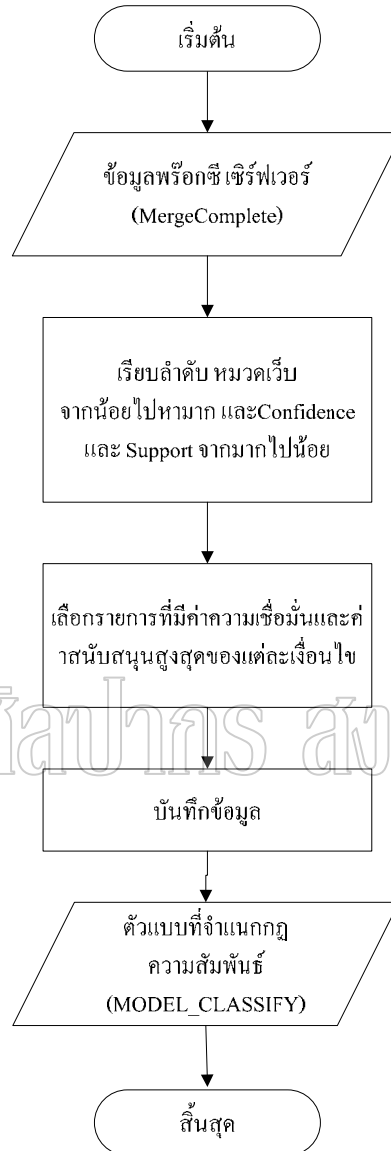 เริ่มต้น
ข้อมูลพร๊อกซี เซิร์ฟเวอร์
(MergeComplete)
เรียบลำดับ หมวดเว็บ
จากน้อยไปหามาก และConfidence
และ Support จากมากไปน้อย
เลือกรายการที่มีค่าความเชื่อมั่นและค่
าสนับสนุนสูงสุดของแต่ละเงื่อนไข
บันทึกข้อมูล
ตัวแบบที่จำแนกกฎ
ความสัมพันธ์
(MODEL_CLASSIFY)
สิ้นสุด